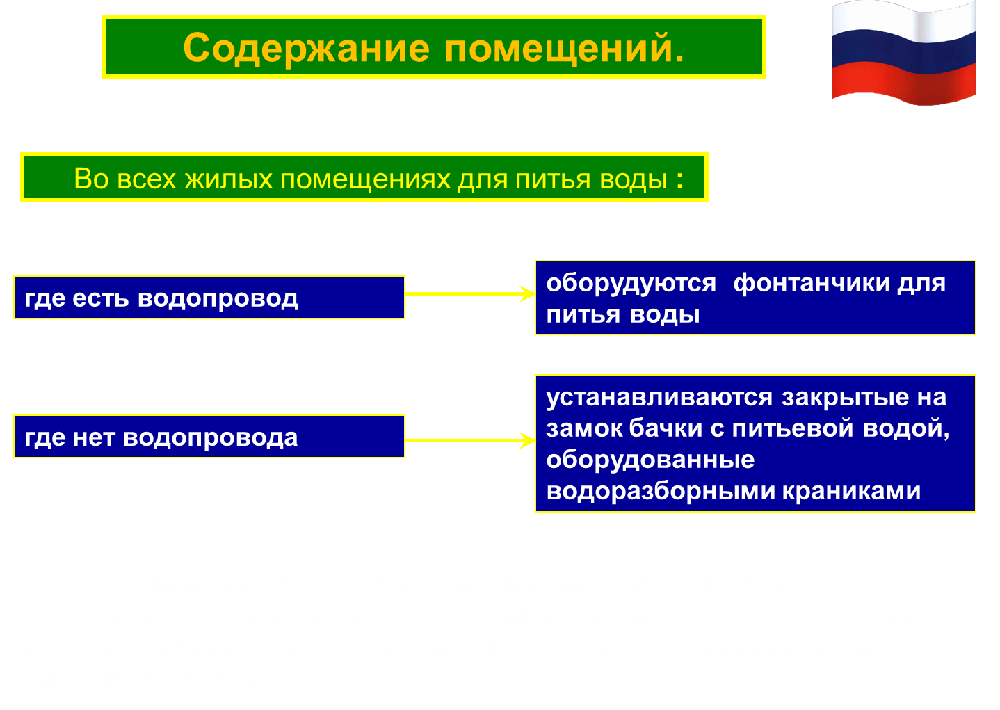 Содержание помещений.
Во всех жилых помещениях для питья воды :
где есть водопровод
оборудуются фонтанчики для
питья воды
где нет водопровода
устанавливаются закрытые на
замок бачки с питьевой водой,
оборудованные
водоразборными краниками